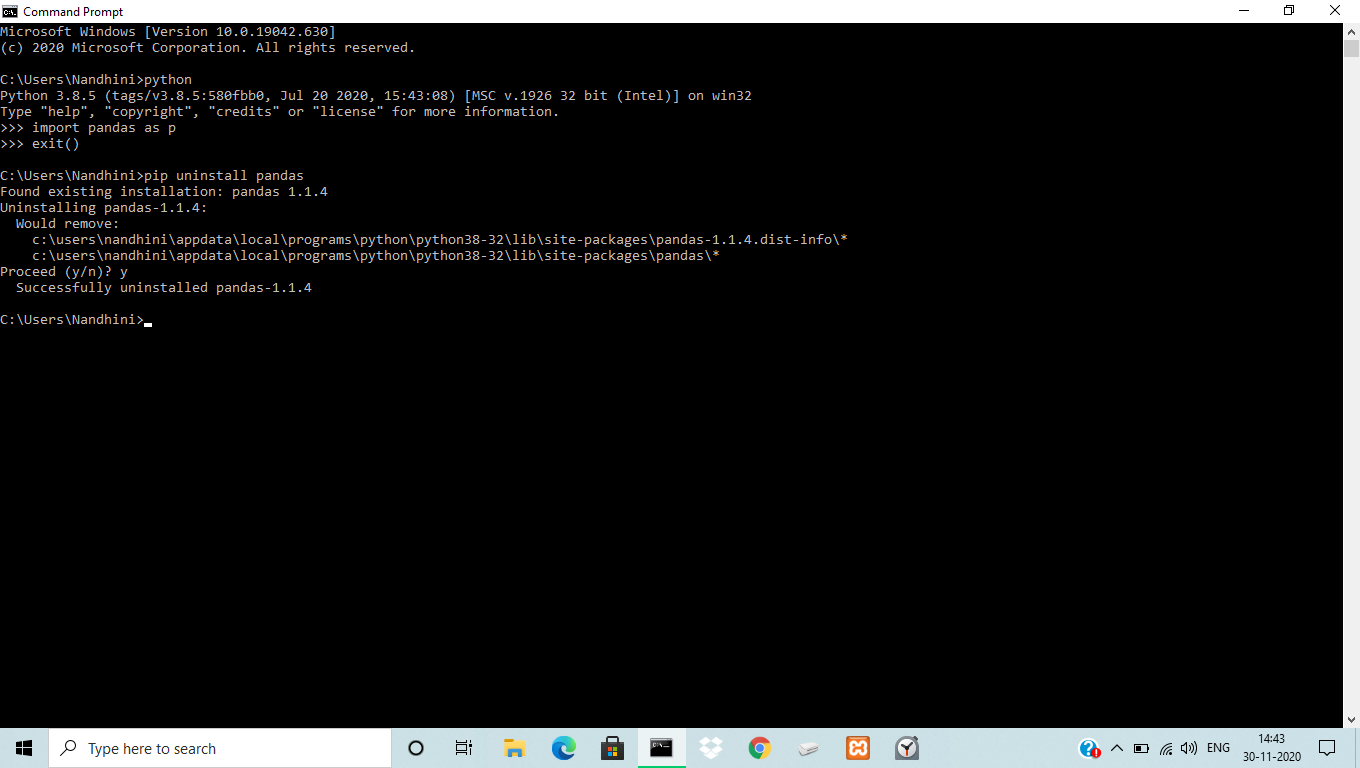 Command Prompt
Microsoft Windows [Version 10.0.19042.630]
(c) 2020 Microsoft Corporation. All rights reserved.
C:\Users\Nandhini>python
Python 3.8.5 (tags/v3.8.5:580fbb0, Jul 20 2020, 15:43:08) [MSC v.1926 32 bit (Intel)] on win32
Type "help", "copyright", "credits" or "license" for more information.
>>> import pandas as p
>>> exit()
C:\Users\Nandhini>pip uninstall pandas
Found existing installation: pandas 1.1.4
Uninstalling pandas-1.1.4:
  Would remove:
    c:\users\nandhini\appdata\local\programs\python\python38-32\lib\site-packages\pandas-1.1.4.dist-info\*
    c:\users\nandhini\appdata\local\programs\python\python38-32\lib\site-packages\pandas\*
Proceed (y/n)? y
  Successfully uninstalled pandas-1.1.4
C:\Users\Nandhini>
Type here to search
ENG
14:43
30-11-2020